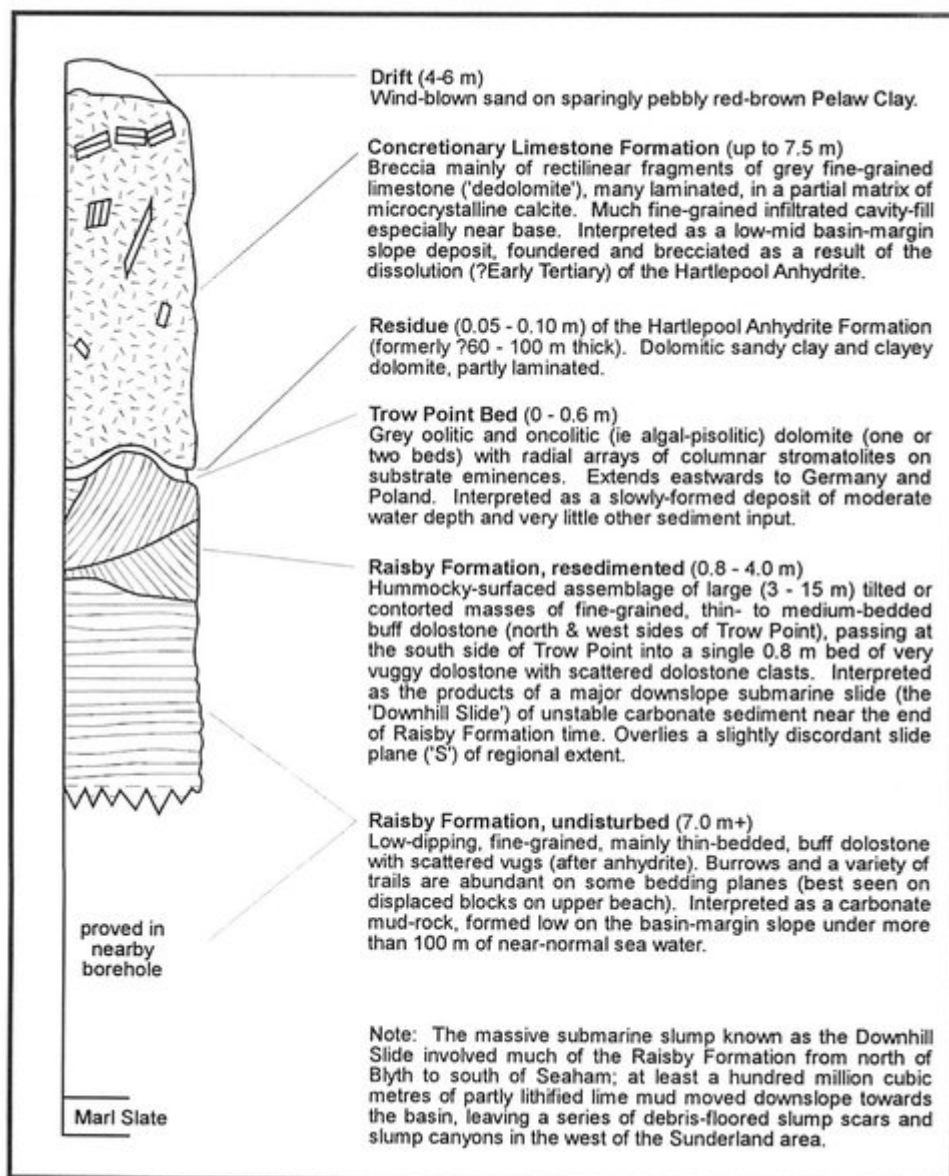 Drift (4-6 m)
Wind-blown sand on sparingly pebbly red-brown Pelaw Clay.
Concretionary Limestone Formation (up to 7.5 m)
Breccia mainly of rectilinear fragments of grey fine-grained
limestone ('dedolomite'), many laminated, in a partial matrix of
microcrystalline calcite. Much fine-grained infiltrated cavity-fill
especially near base. Interpreted as a low-mid basin-margin
slope deposit, foundered and brecciated as a result of the
dissolution (?Early Tertiary) of the Hartlepool Anhydrite.
Residue (0.05 - 0.10 m) of the Hartlepool Anhydrite Formation
(formerly ?60 - 100 m thick). Dolomitic sandy clay and clayey
dolomite, partly laminated.
Trow Point Bed (0 - 0.6 m)
Grey oolitic and oncolitic (ie algal-pisolitic) dolomite (one or
two beds) with radial arrays of columnar stromatolites on
substrate eminences. Extends eastwards to Germany and
Poland. Interpreted as a slowly-formed deposit of moderate
water depth and very little other sediment input.
Raisby Formation, resedimented (0.8 - 4.0 m)
Hummocky-surfaced assemblage of large (3 - 15 m) tilted or
contorted masses of fine-grained, thin- to medium-bedded
buff dolostone (north & west sides of Trow Point), passing at
the south side of Trow Point into a single 0.8 m bed of very
vuggy dolostone with scattered dolostone clasts. Interpreted
as the products of a major downslope submarine slide (the
'Downhill Slide') of unstable carbonate sediment near the end
of Raisby Formation time. Overlies a slightly discordant slide
plane ('S') of regional extent.
Raisby Formation, undisturbed (7.0 m+)
Low-dipping, fine-grained, mainly thin-bedded, buff dolostone
with scattered vugs (after anhydrite). Burrows and a variety of
trails are abundant on some bedding planes (best seen on
displaced blocks on upper beach). Interpreted as a carbonate
mud-rock, formed low on the basin-margin slope under more
than 100 m of near-normal sea water.
proved in
nearby
borehole
Note: The massive submarine slump known as the Downhill
Slide involved much of the Raisby Formation from north of
Blyth to south of Seaham; at least a hundred million cubic
metres of partly lithified lime mud moved downslope towards
the basin, leaving a series of debris-floored slump scars and
slump canyons in the west of the Sunderland area.
Marl Slate